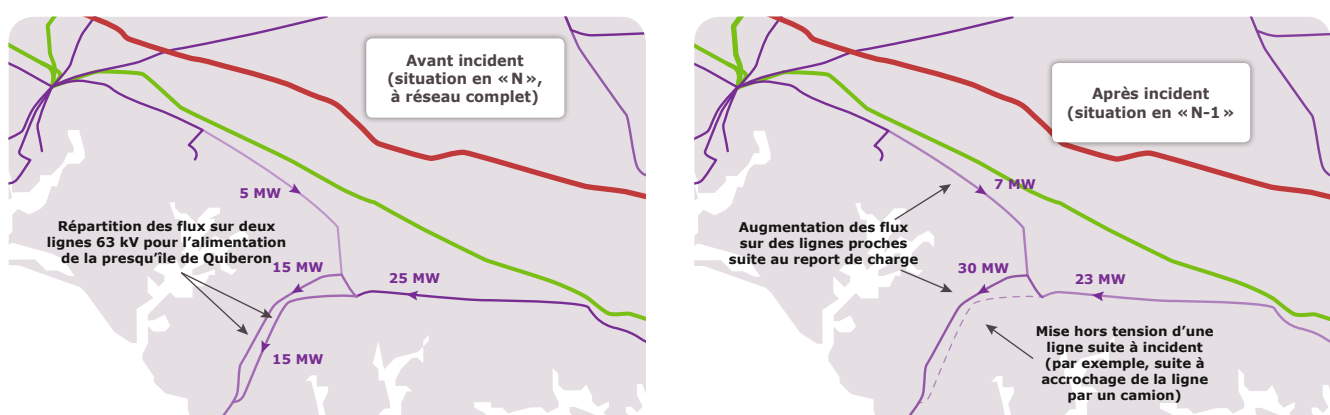 Avant incident
(situation en «N»,
à réseau complet)
5 MW
Répartition des flux sur deux
lignes 63 kV pour l'alimentation
de la presqu'île de Quiberon
15 MW
25 MW
15 MW
Après incident
(situation en «N-1»
7 MW
Augmentation des flux
sur des lignes proches
suite au report de charge
30 MW
23 MW
Mise hors tension d'une
ligne suite à incident
(par exemple, suite à
accrochage de la ligne
par un camion)